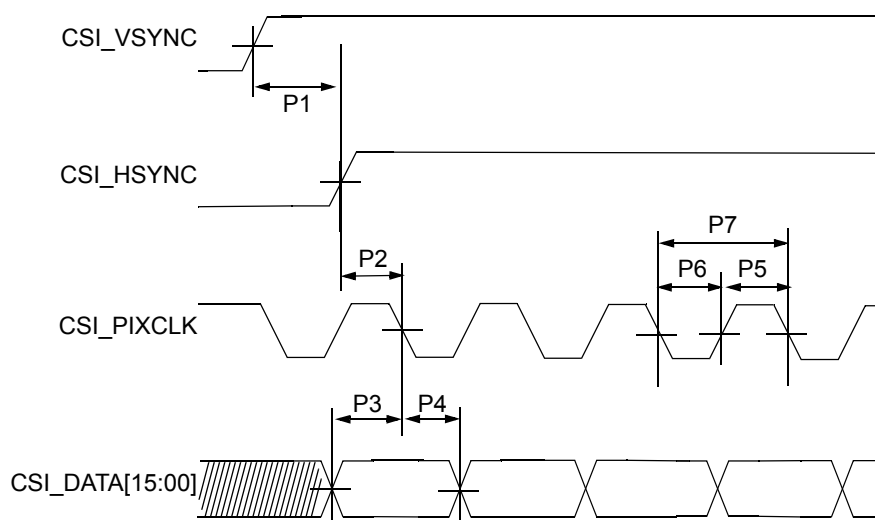 CSI_VSYNC
P1
CSI_HSYNC
P7
P2
P6
P5
CSI_PIXCLK
P3
P4
CSI_DATA[15:00]